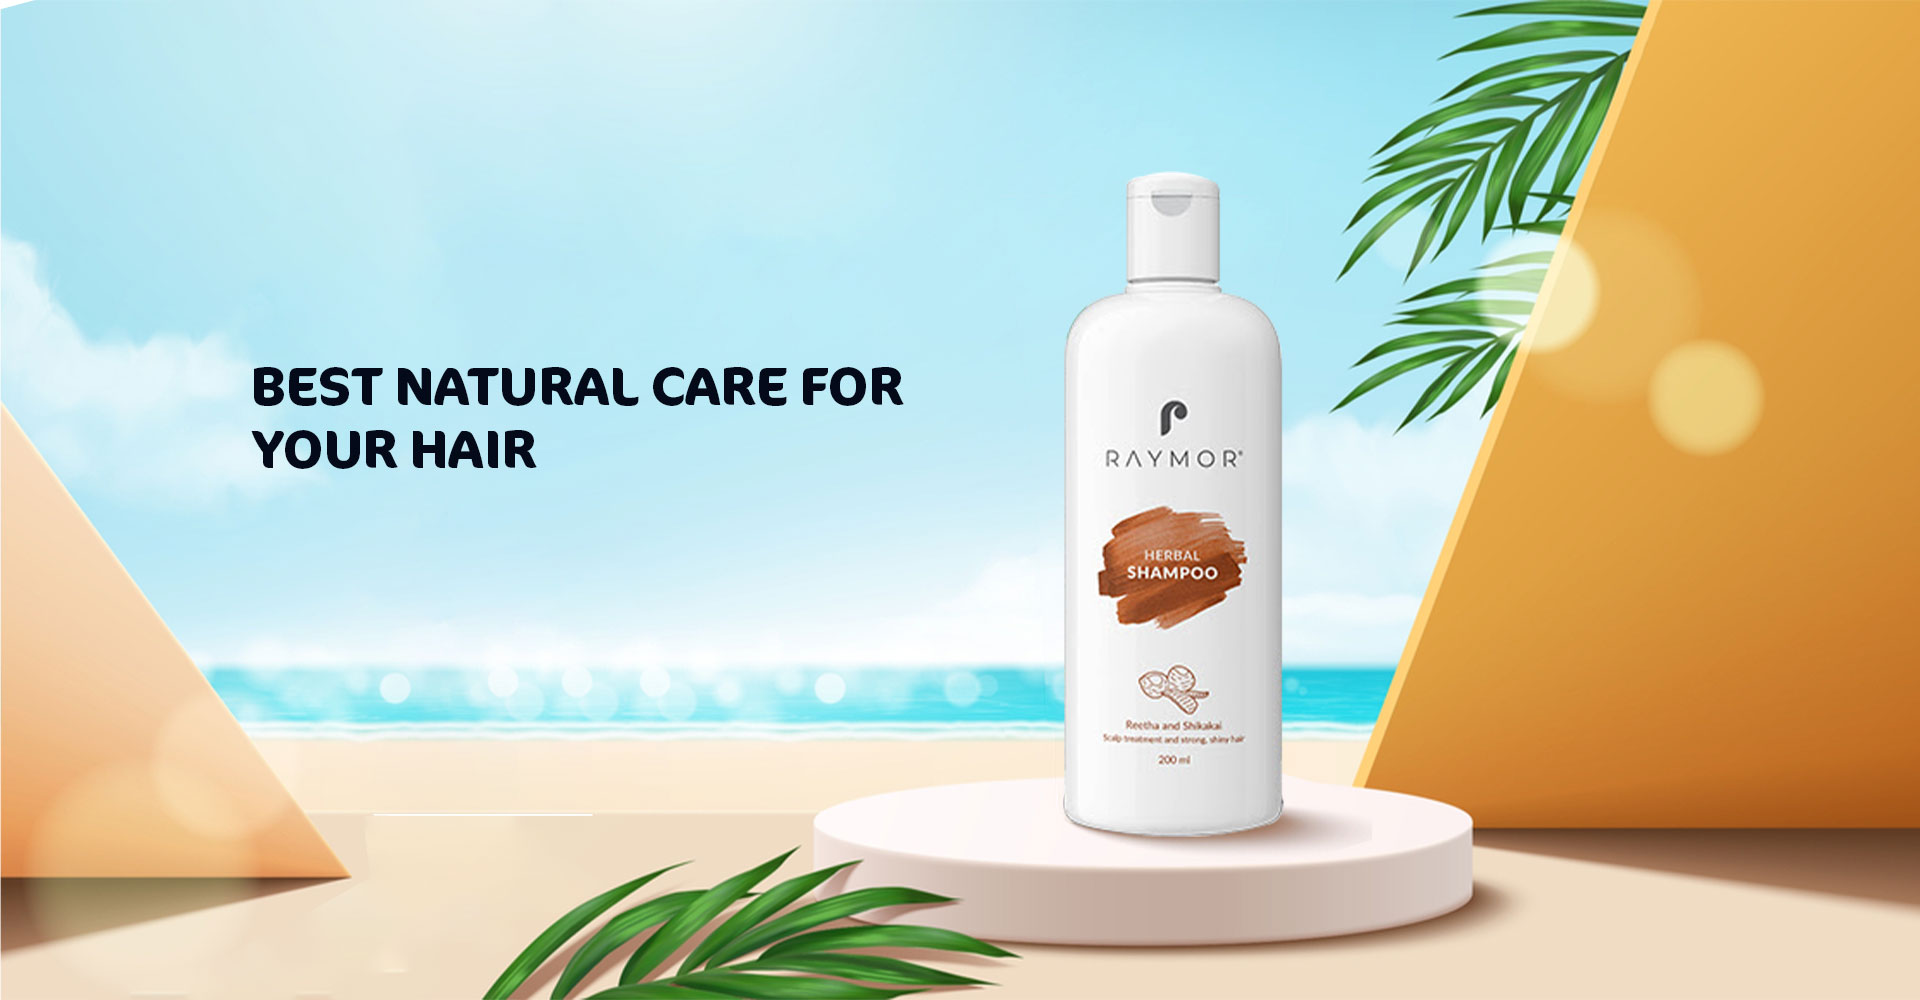 BEST NATURAL CARE FOR
YOUR HAIR
RAYMOR®
HERBAL
SHAMPOO
Reetha and Shikakai
Scalp treatment and strong, shiny hair
200 ml